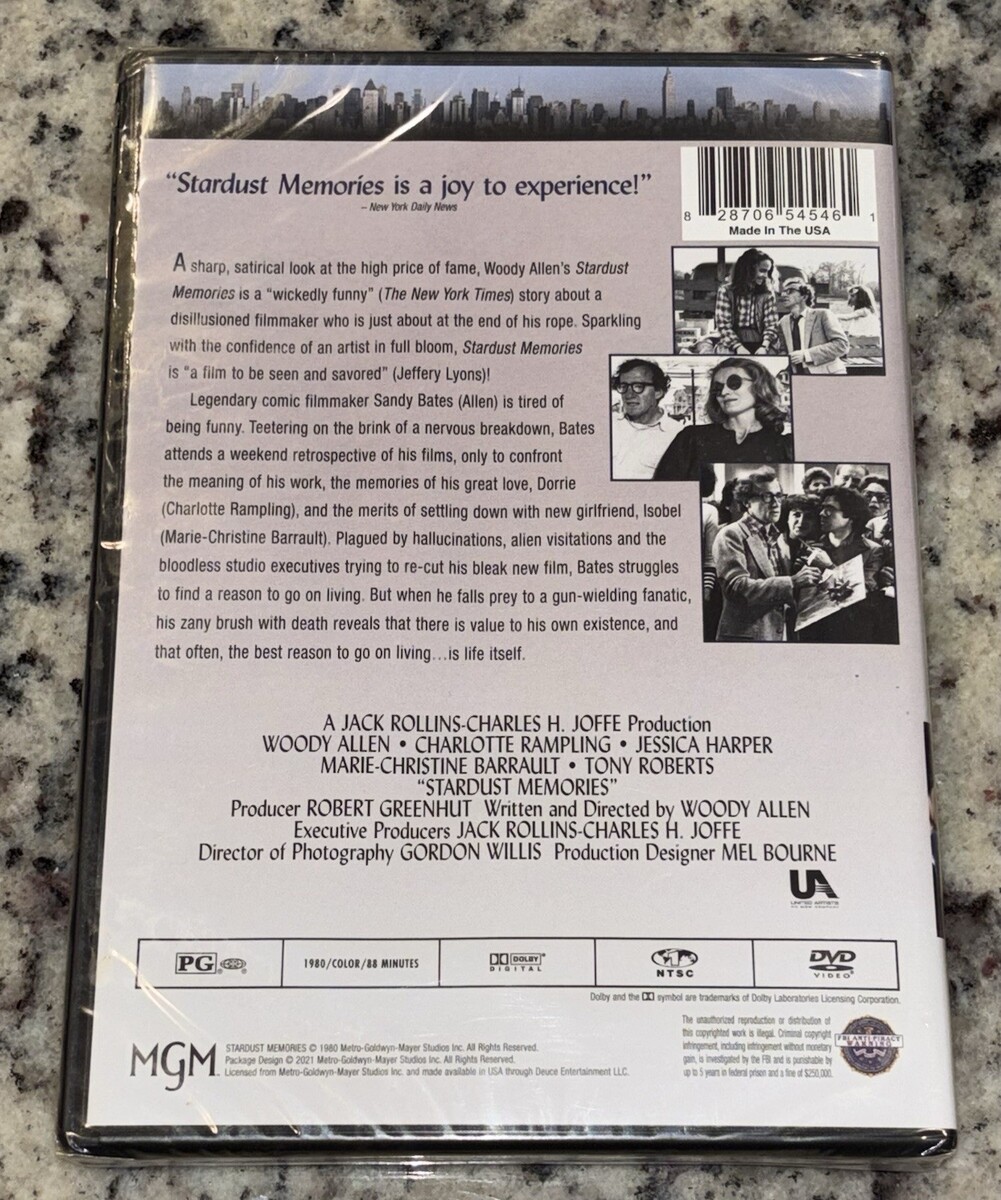 “Stardust Memories is a joy to experience!”
– New York Daily News
8 28706 54546 1
Made In The USA
A sharp, satirical look at the high price of fame, Woody Allen's Stardust
Memories is a “wickedly funny” (The New York Times) story about a
disillusioned filmmaker who is just about at the end of his rope. Sparkling
with the confidence of an artist in full bloom, Stardust Memories
is “a film to be seen and savored” (Jeffery Lyons)!
Legendary comic filmmaker Sandy Bates (Allen) is tired of
being funny. Teetering on the brink of a nervous breakdown, Bates
attends a weekend retrospective of his films, only to confront
the meaning of his work, the memories of his great love, Dorrie
(Charlotte Rampling), and the merits of settling down with new girlfriend, Isobel
(Marie-Christine Barrault). Plagued by hallucinations, alien visitations and the
bloodless studio executives trying to re-cut his bleak new film, Bates struggles
to find a reason to go on living. But when he falls prey to a gun-wielding fanatic,
his zany brush with death reveals that there is value to his own existence, and
that often, the best reason to go on living...is life itself.
A JACK ROLLINS-CHARLES H. JOFFE Production
WOODY ALLEN • CHARLOTTE RAMPLING • JESSICA HARPER
MARIE-CHRISTINE BARRAULT • TONY ROBERTS
“STARDUST MEMORIES”
Producer ROBERT GREENHUT Written and Directed by WOODY ALLEN
Executive Producers JACK ROLLINS-CHARLES H. JOFFE
Director of Photography GORDON WILLIS Production Designer MEL BOURNE
UA
UNITED ARTISTS
PG
1980/COLOR/88 MINUTES
DOLBY
DIGITAL
NTSC
DVD
VIDEO
Dolby and the symbol are trademarks of Dolby Laboratories Licensing Corporation.
MGM
STARDUST MEMORIES © 1980 Metro-Goldwyn-Mayer Studios Inc. All Rights Reserved.
Package Design © 2021 Metro-Goldwyn-Mayer Studios Inc. All Rights Reserved.
Licensed from Metro-Goldwyn-Mayer Studios Inc. and made available in USA through Deuce Entertainment LLC.
The unauthorized reproduction or distribution of
this copyrighted work is illegal. Criminal copyright
infringement, including infringement without monetary
gain, is investigated by the FBI and is punishable by
up to 5 years in federal prison and a fine of $250,000.
FBI ANTI-PIRACY
WARNING